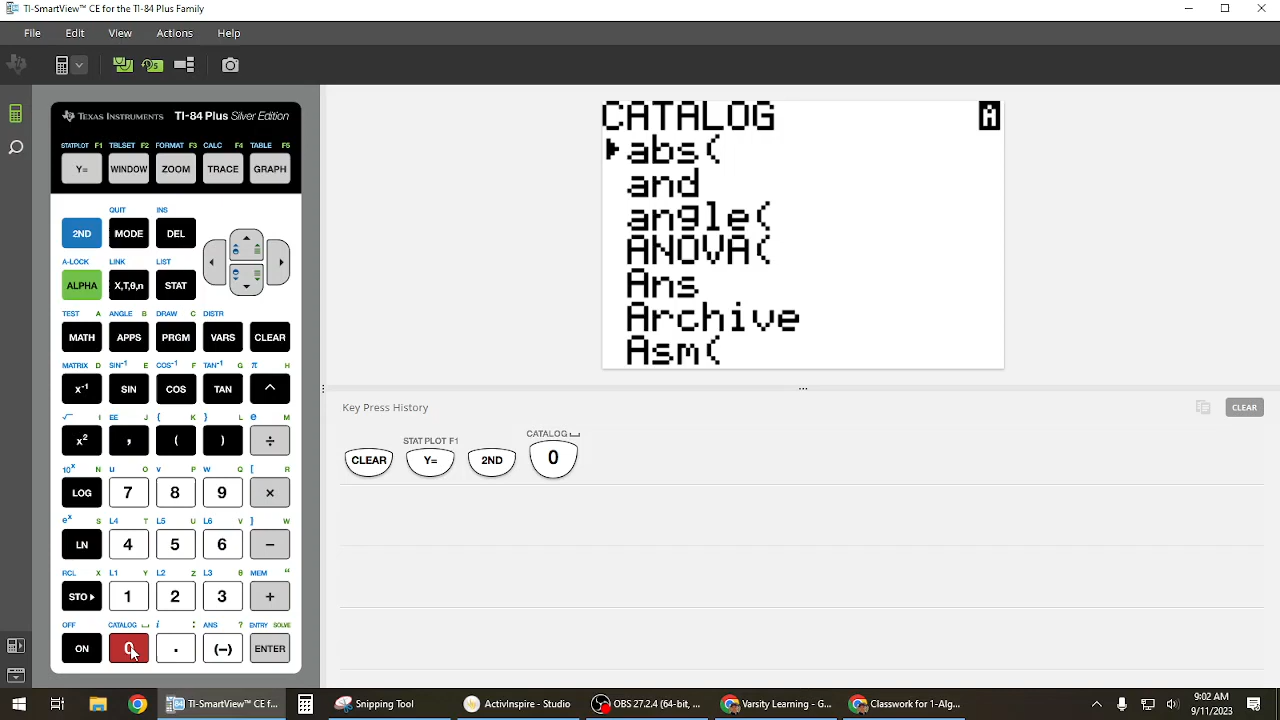 TI-SmartView™ CE for the TI-84 Plus Family
File Edit View Actions Help
TEXAS INSTRUMENTS TI-84 Plus Silver Edition
STATPLOT F1 TBLSET F2 FORMAT F3 CALC F4 TABLE F5
Y= WINDOW ZOOM TRACE GRAPH
QUIT INS
2ND MODE DEL
A-LOCK LINK LIST
ALPHA X,T,θ,n STAT
TEST A ANGLE B DRAW C DISTR
MATH APPS PRGM VARS CLEAR
MATRIX D SIN⁻¹ E COS⁻¹ F TAN⁻¹ G π H
x⁻¹ SIN COS TAN ^
√ I EE J { K } L e M
x² , ( ) ÷
10ˣ N u O v P w Q [ R
LOG 7 8 9 ×
eˣ S L4 T L5 U L6 V ] W
LN 4 5 6 −
RCL X L1 Y L2 Z L3 θ MEM “
STO▸ 1 2 3 +
OFF CATALOG ⎵ i : ANS ? ENTRY SOLVE
ON 0 . (−) ENTER
CATALOG A
▸abs(
and
angle(
ANOVA(
Ans
Archive
Asm(
Key Press History CLEAR
STAT PLOT F1 CATALOG ⎵
CLEAR Y= 2ND 0
TI-SmartView™ CE f... Snipping Tool ActivInspire - Studio OBS 27.2.4 (64-bit, ... Varsity Learning - G... Classwork for 1-Alg...
9:02 AM
9/11/2023